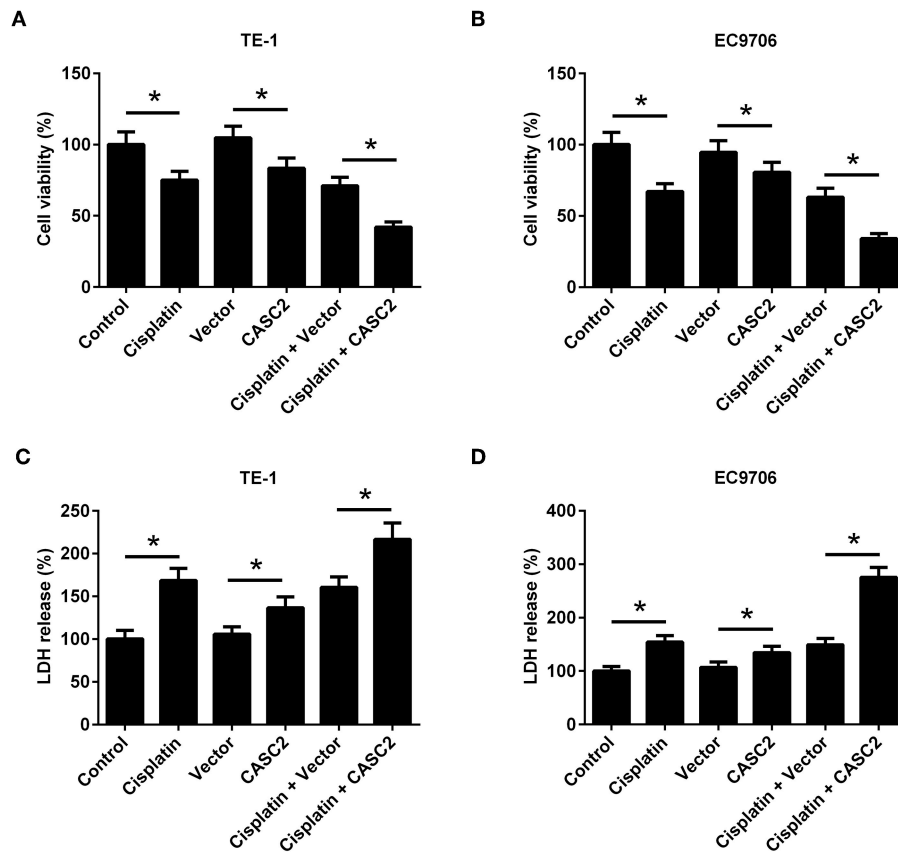 A
TE-1
Cell viability (%)
150
100
50
0
*
*
*
Control
Cisplatin
Vector
CASC2
Cisplatin + Vector
Cisplatin + CASC2
B
EC9706
Cell viability (%)
150
100
50
0
*
*
*
Control
Cisplatin
Vector
CASC2
Cisplatin + Vector
Cisplatin + CASC2
C
TE-1
LDH release (%)
250
200
150
100
50
0
*
*
*
Control
Cisplatin
Vector
CASC2
Cisplatin + Vector
Cisplatin + CASC2
D
EC9706
LDH release (%)
400
300
200
100
0
*
*
*
Control
Cisplatin
Vector
CASC2
Cisplatin + Vector
Cisplatin + CASC2